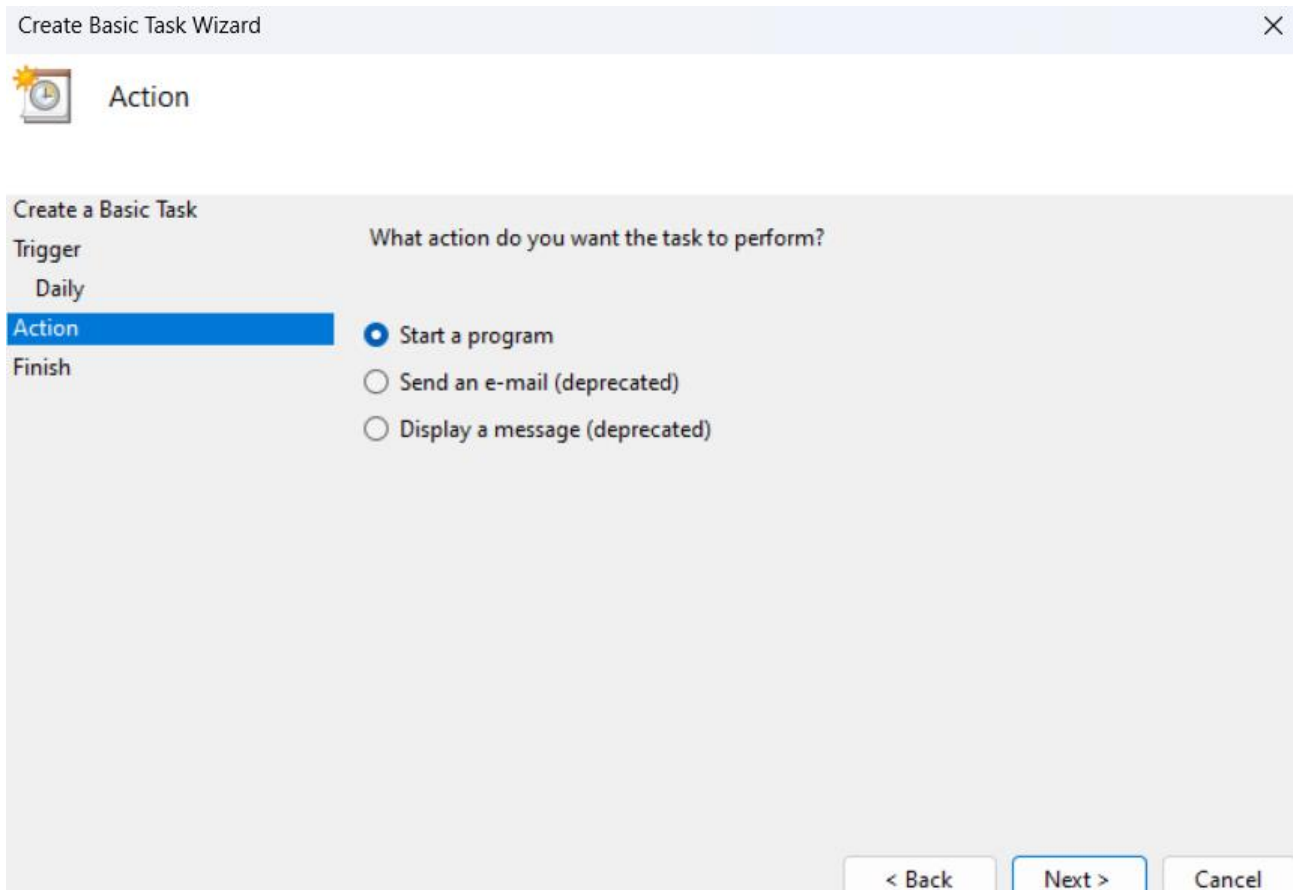 Create Basic Task Wizard
Action
Create a Basic Task
Trigger
Daily
Action
Finish
What action do you want the task to perform?
Start a program
Send an e-mail (deprecated)
Display a message (deprecated)
< Back
Next >
Cancel